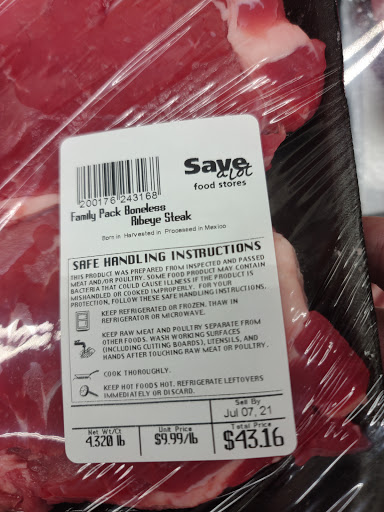 Save
a lot
food stores
200176 243168
Family Pack Boneless
Ribeye Steak
Born in Harvested in Processed in Mexico
SAFE HANDLING INSTRUCTIONS
THIS PRODUCT WAS PREPARED FROM INSPECTED AND PASSED
MEAT AND/OR POULTRY. SOME FOOD PRODUCT MAY CONTAIN
BACTERIA THAT COULD CAUSE ILLNESS IF THE PRODUCT IS
MISHANDLED OR COOKED IMPROPERLY. FOR YOUR
PROTECTION, FOLLOW THESE SAFE HANDLING INSTRUCTIONS.
KEEP REFRIGERATED OR FROZEN. THAW IN
REFRIGERATOR OR MICROWAVE.
KEEP RAW MEAT AND POULTRY SEPARATE FROM
OTHER FOODS. WASH WORKING SURFACES
(INCLUDING CUTTING BOARDS), UTENSILS, AND
HANDS AFTER TOUCHING RAW MEAT OR POULTRY.
COOK THOROUGHLY.
KEEP HOT FOODS HOT. REFRIGERATE LEFTOVERS
IMMEDIATELY OR DISCARD.
Sell By
Jul 07, 21
Net Wt/Ct
4.320 lb
Unit Price
$9.99/lb
Total Price
$43.16